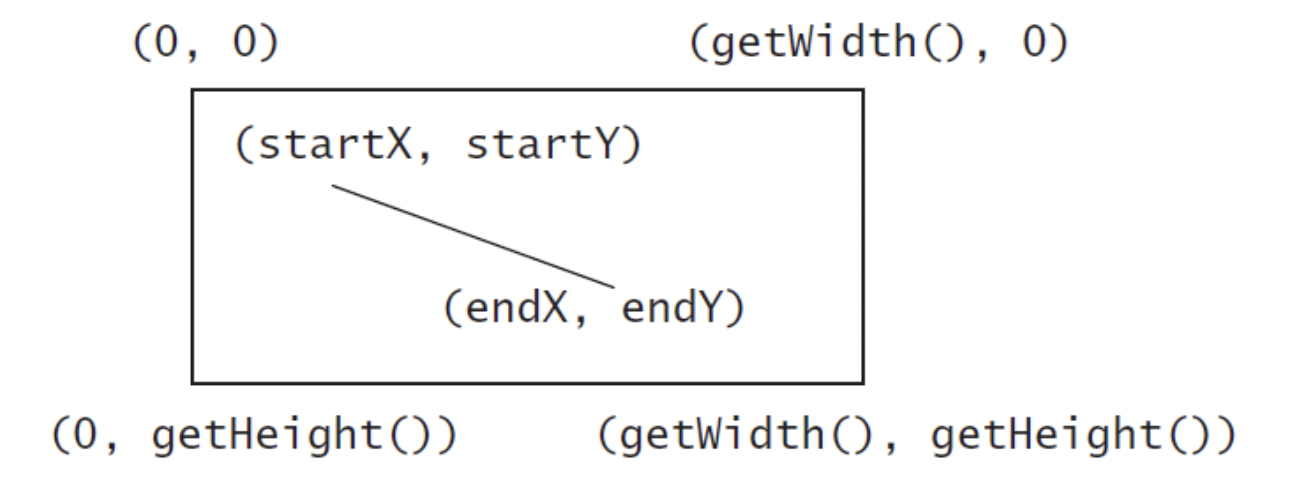 (0, 0) (getWidth(), 0)
(startX, startY)
(endX, endY)
(0, getHeight()) (getWidth(), getHeight())